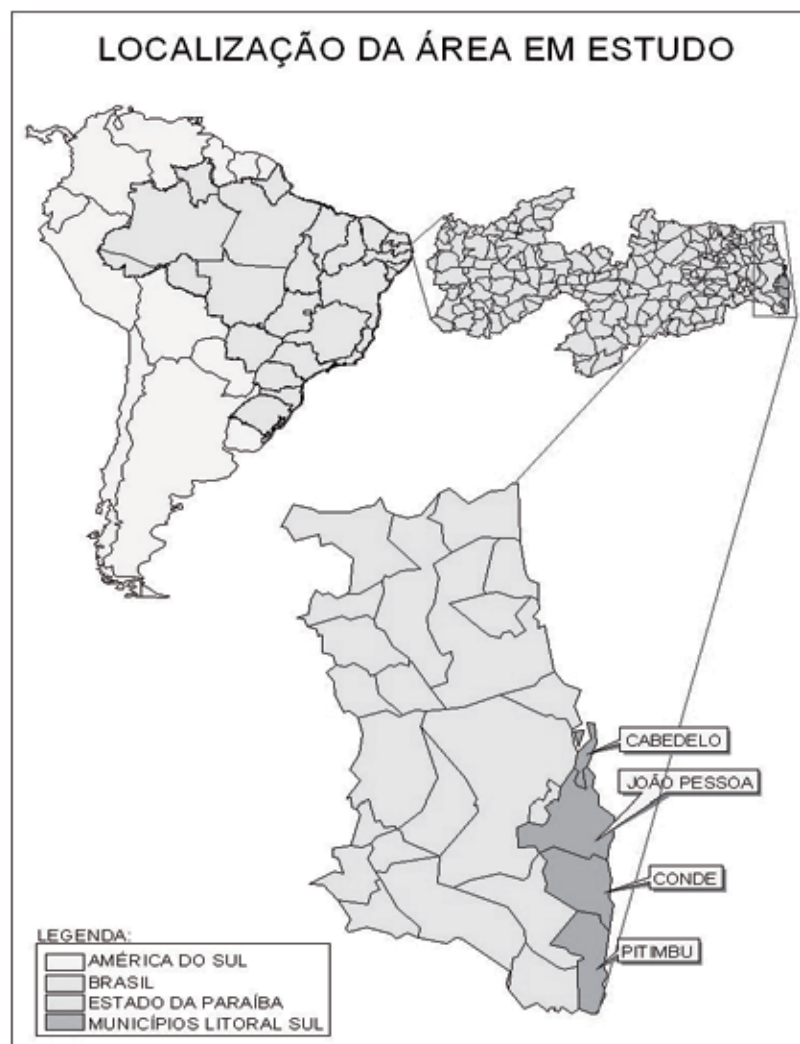 LOCALIZAÇÃO DA ÁREA EM ESTUDO
CABEDELO
JOÃO PESSOA
CONDE
PITIMBU
LEGENDA:
AMÉRICA DO SUL
BRASIL
ESTADO DA PARAÍBA
MUNICÍPIOS LITORAL SUL